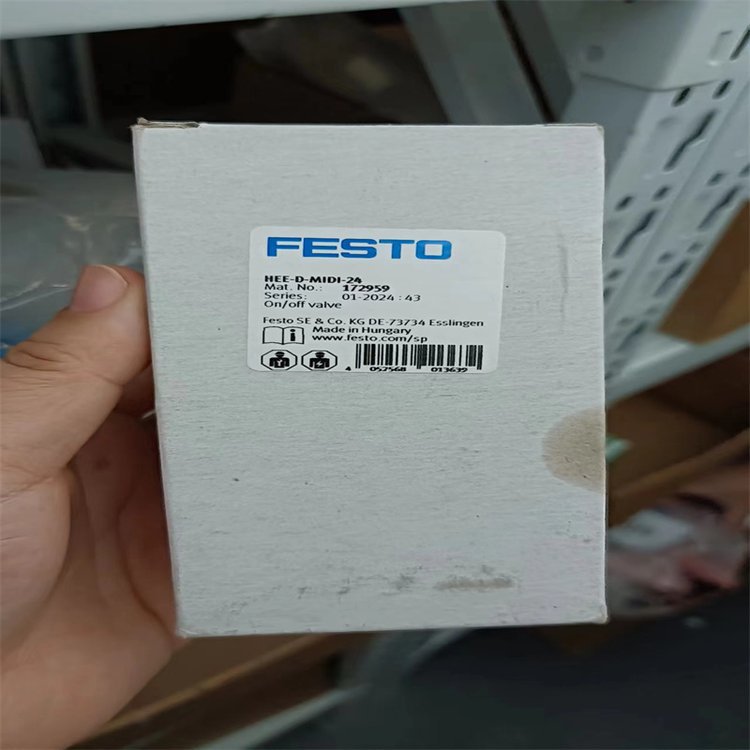 FESTO
HEE-D-MIDI-24
Mat. No.: 172959
Series: 01-2024 : 43
On/off valve
Festo SE & Co. KG DE-73734 Esslingen
Made in Hungary
www.festo.com/sp
4 052568 013639